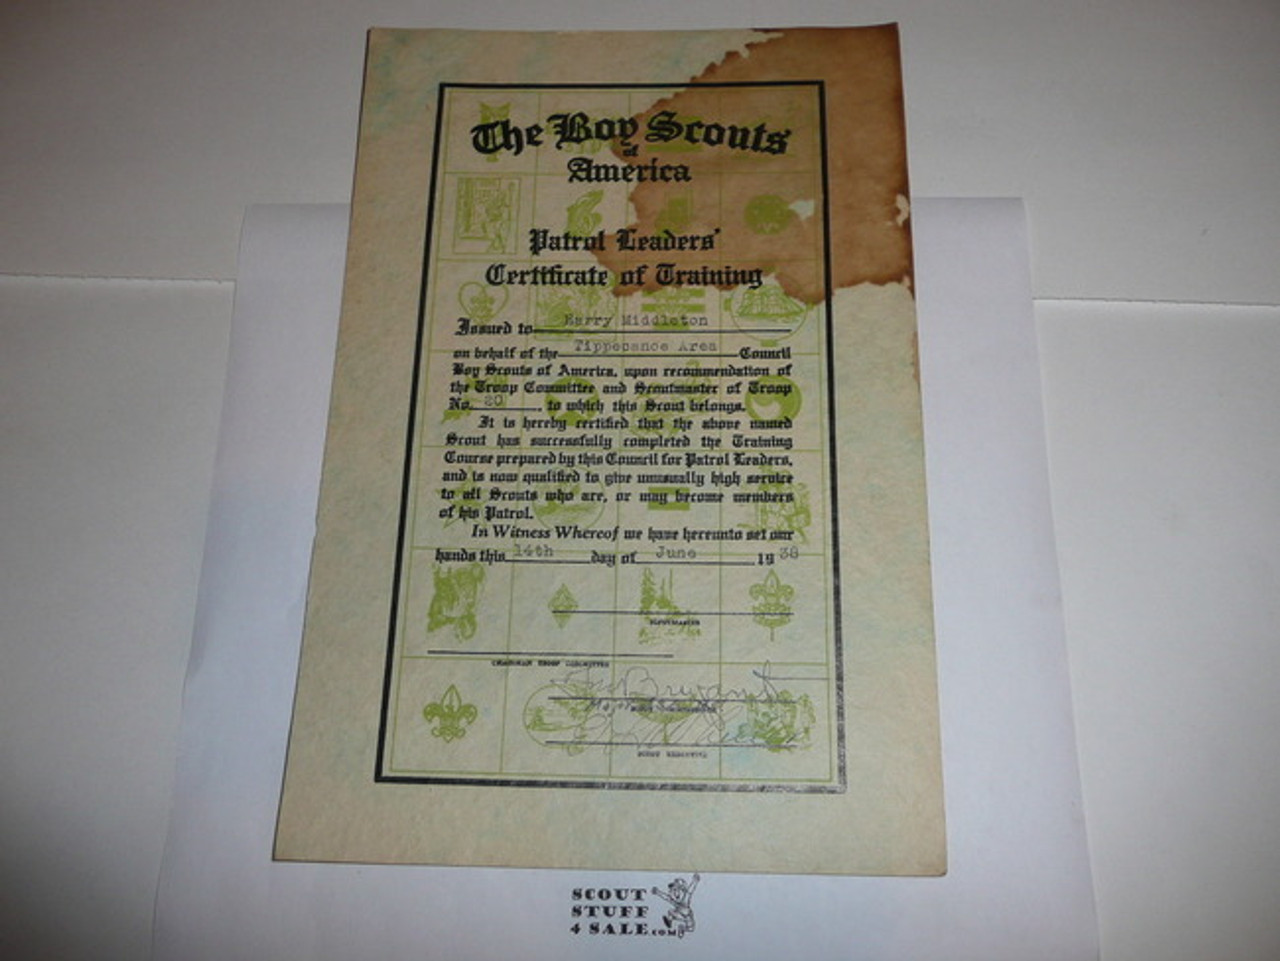 The Boy Scouts
of
America
Patrol Leaders'
Certificate of Training
Issued to Harry Middleton
on behalf of the Tippecanoe Area Council
Boy Scouts of America, upon recommendation of
the Troop Committee and Scoutmaster of Troop
No. 20, to which this Scout belongs.
It is hereby certified that the above named
Scout has successfully completed the Training
Course prepared by this Council for Patrol Leaders,
and is now qualified to give unusually high service
to all Scouts who are, or may become members
of his Patrol.
In Witness Whereof we have hereunto set our
hands this 14th day of June 1938
SCOUTMASTER
CHAIRMAN TROOP COMMITTEE
Bryant
SCOUT EXECUTIVE
SCOUT
STUFF
4 SALE.COM